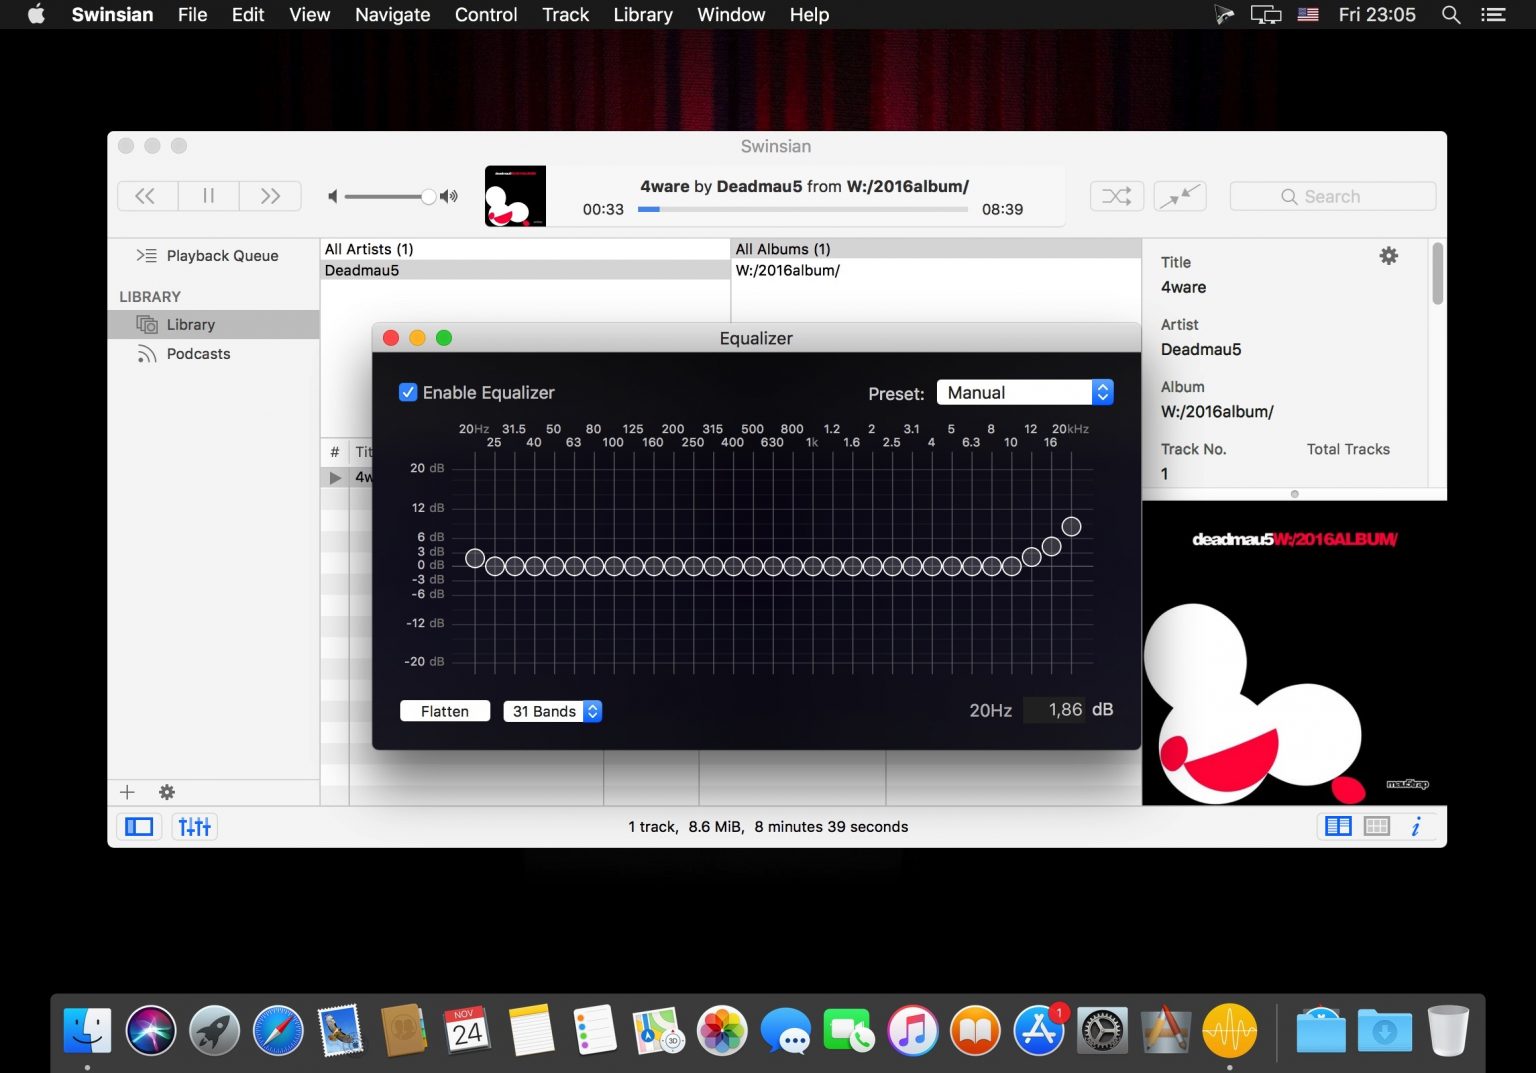 Swinsian File Edit View Navigate Control Track Library Window Help Fri 23:05
Swinsian
4ware by Deadmau5 from W:/2016album/
00:33 08:39
Search
Playback Queue
LIBRARY
Library
Podcasts
All Artists (1)
Deadmau5
All Albums (1)
W:/2016album/
Title
4ware
Artist
Deadmau5
Album
W:/2016album/
Track No. Total Tracks
1
# Tit
4w
Equalizer
Enable Equalizer
Preset: Manual
20Hz 31.5 50 80 125 200 315 500 800 1.2 2 3.1 5 8 12 20kHz
25 40 63 100 160 250 400 630 1k 1.6 2.5 4 6.3 10 16
20 dB
12 dB
6 dB
3 dB
0 dB
-3 dB
-6 dB
-12 dB
-20 dB
Flatten 31 Bands 20Hz 1,86 dB
deadmau5W:/2016ALBUM/
mau5trap
1 track, 8.6 MiB, 8 minutes 39 seconds
i
NOV
24
3D
1